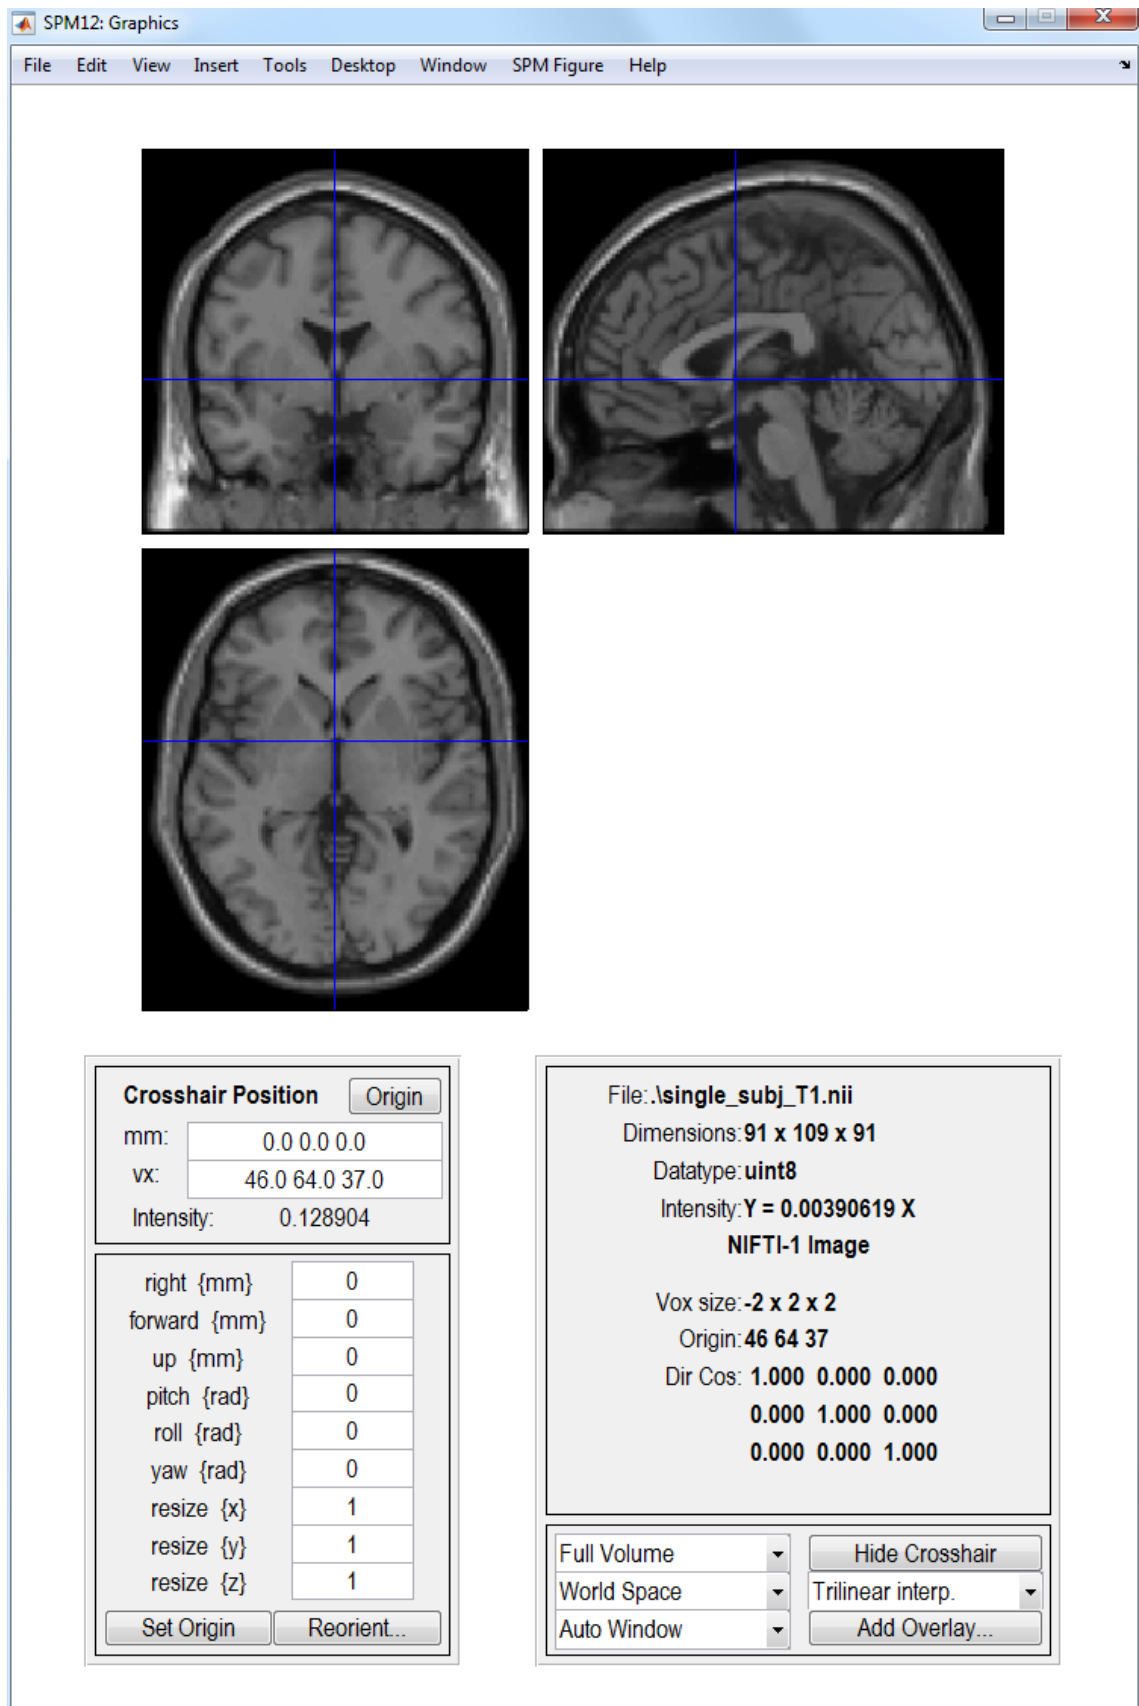 SPM12: Graphics
File Edit View Insert Tools Desktop Window SPM Figure Help
Crosshair Position Origin
mm: 0.0 0.0 0.0
vx: 46.0 64.0 37.0
Intensity: 0.128904
right {mm} 0
forward {mm} 0
up {mm} 0
pitch {rad} 0
roll {rad} 0
yaw {rad} 0
resize {x} 1
resize {y} 1
resize {z} 1
Set Origin Reorient...
File: .\single_subj_T1.nii
Dimensions: 91 x 109 x 91
Datatype: uint8
Intensity: Y = 0.00390619 X
NIFTI-1 Image
Vox size: -2 x 2 x 2
Origin: 46 64 37
Dir Cos: 1.000 0.000 0.000
0.000 1.000 0.000
0.000 0.000 1.000
Full Volume Hide Crosshair
World Space Trilinear interp.
Auto Window Add Overlay...